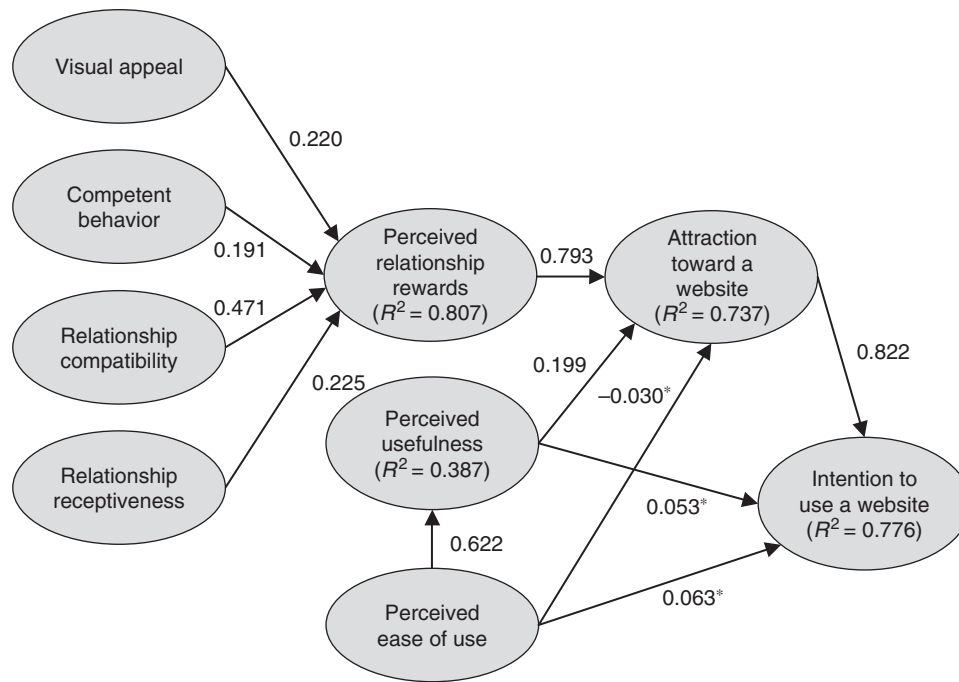 Visual appeal
0.220
Competent
behavior
0.191
Perceived
relationship
rewards
(R² = 0.807)
0.793
Attraction
toward a
website
(R² = 0.737)
0.471
Relationship
compatibility
0.822
0.199
0.225
–0.030*
Perceived
usefulness
(R² = 0.387)
Relationship
receptiveness
Intention to
use a website
(R² = 0.776)
0.053*
0.622
0.063*
Perceived
ease of use